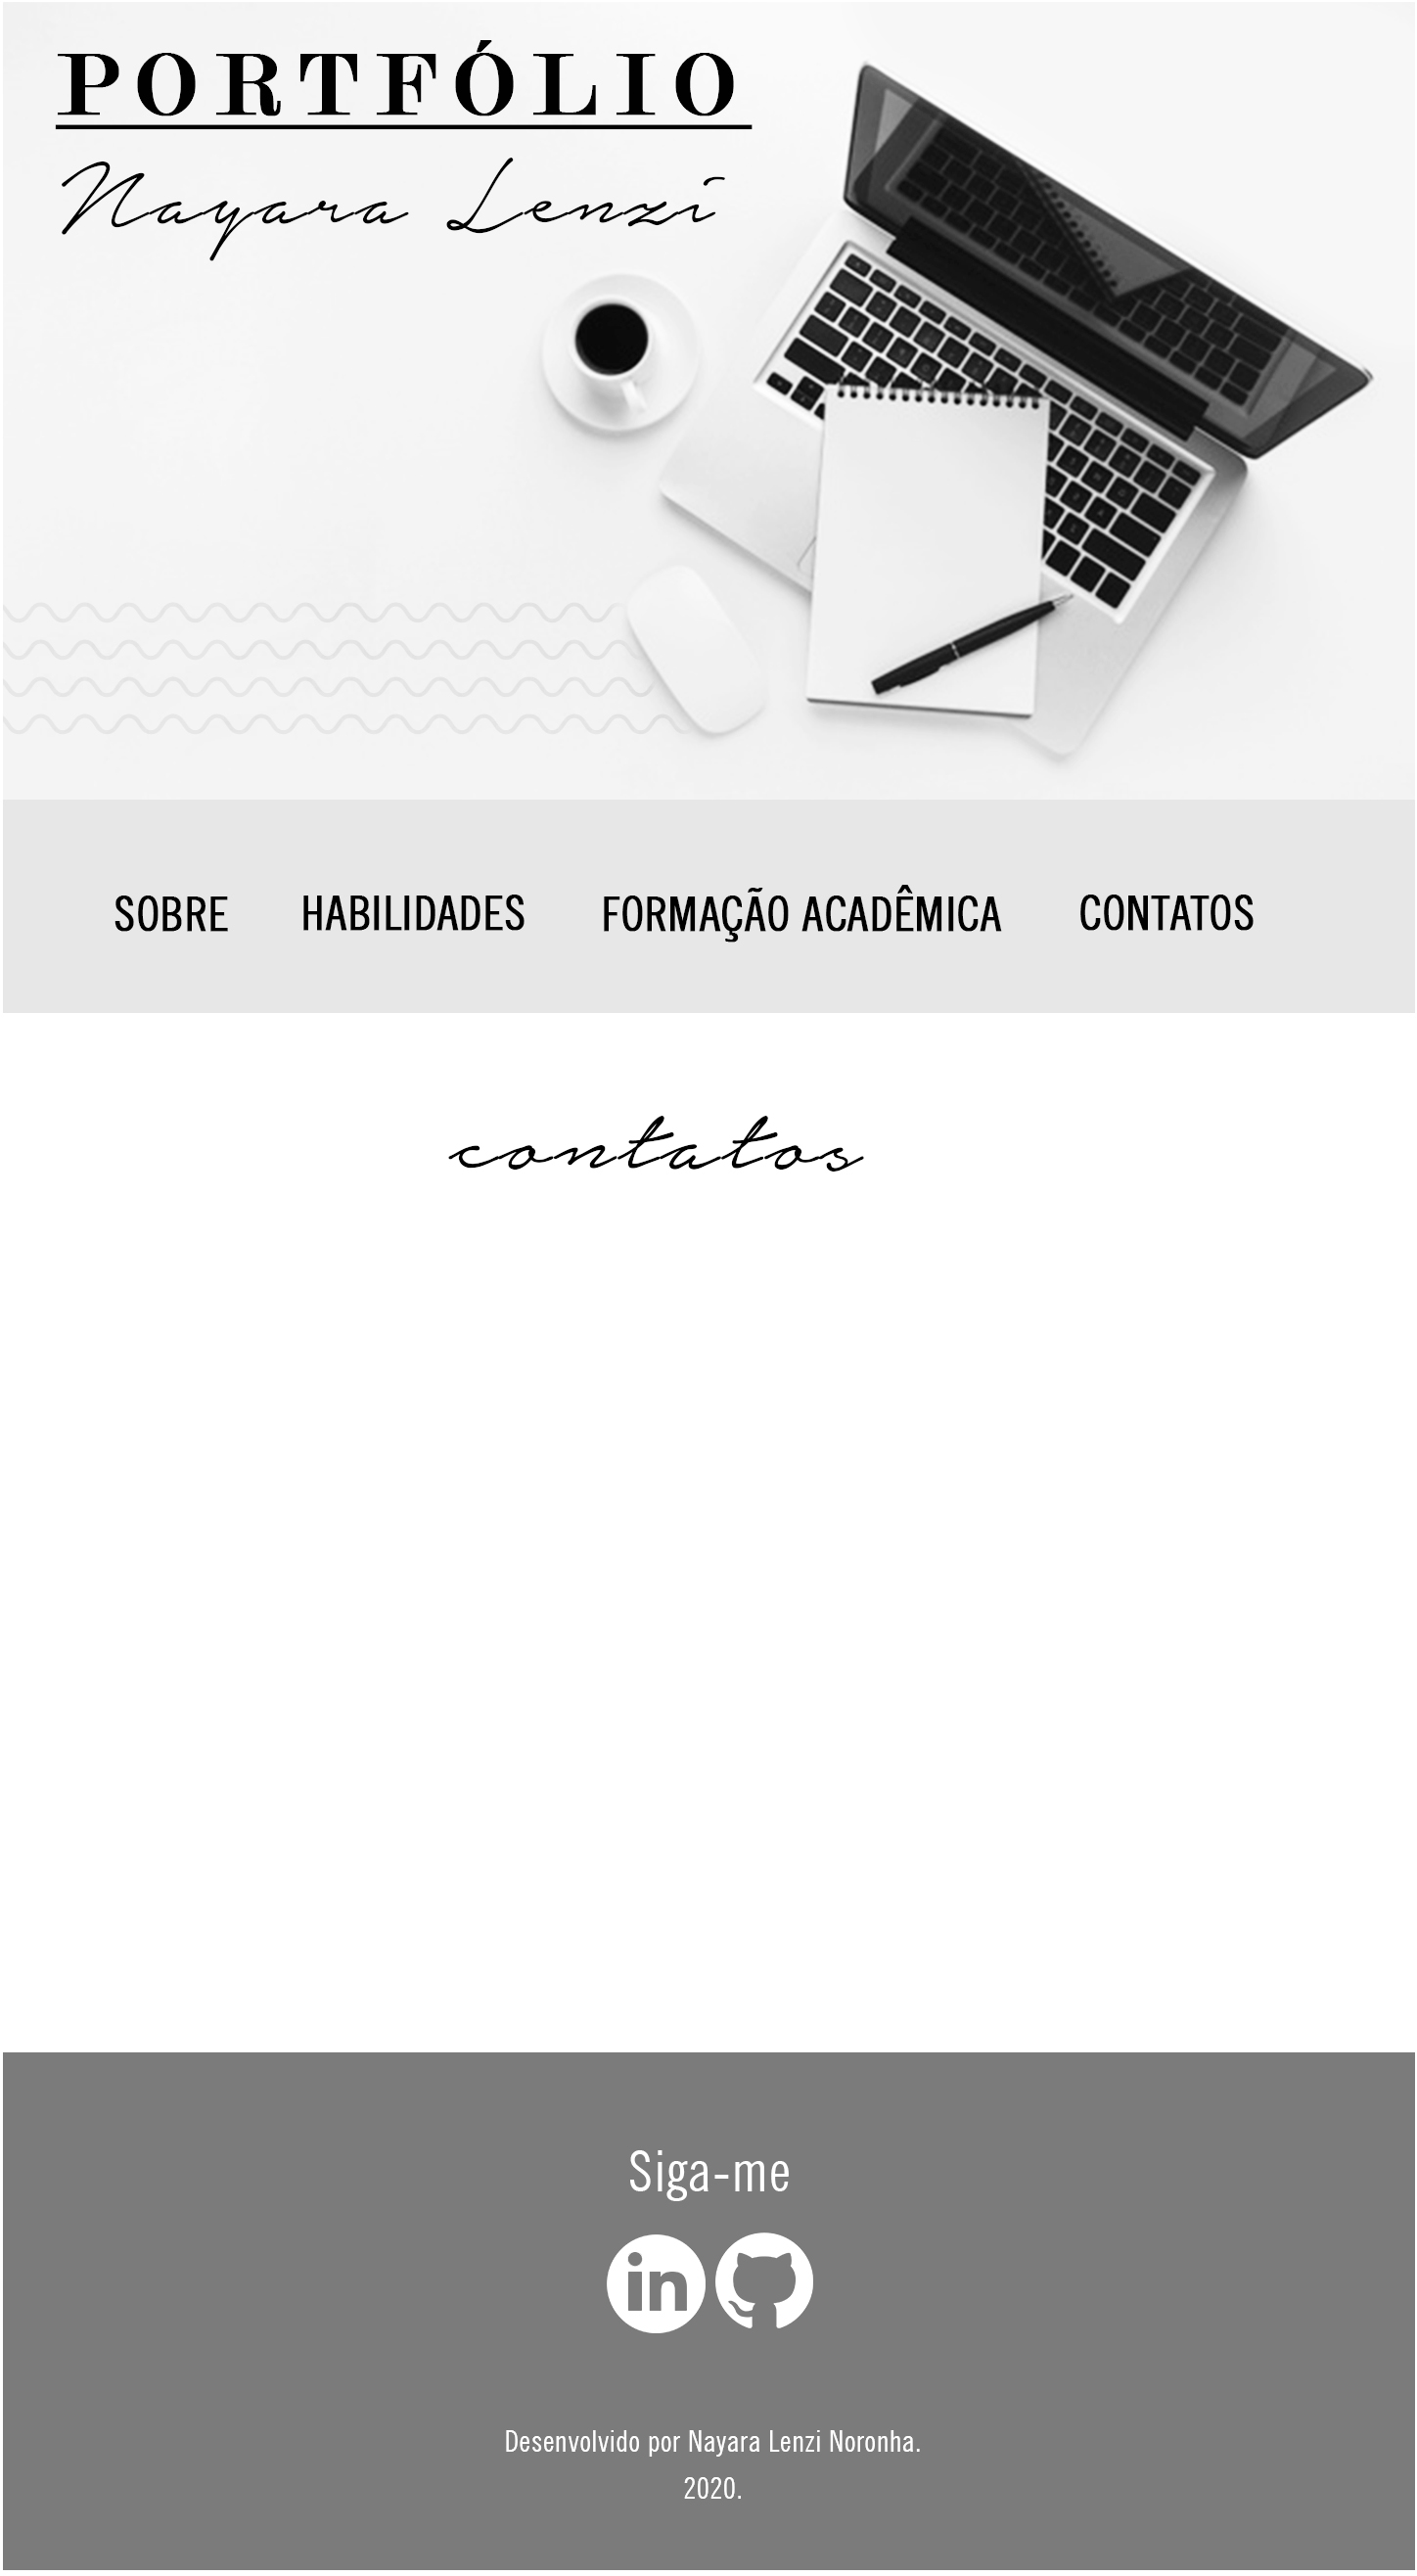 PORTFÓLIO
Nayara Lenzi
SOBRE HABILIDADES FORMAÇÃO ACADÊMICA CONTATOS
contatos
Siga-me
in
Desenvolvido por Nayara Lenzi Noronha.
2020.